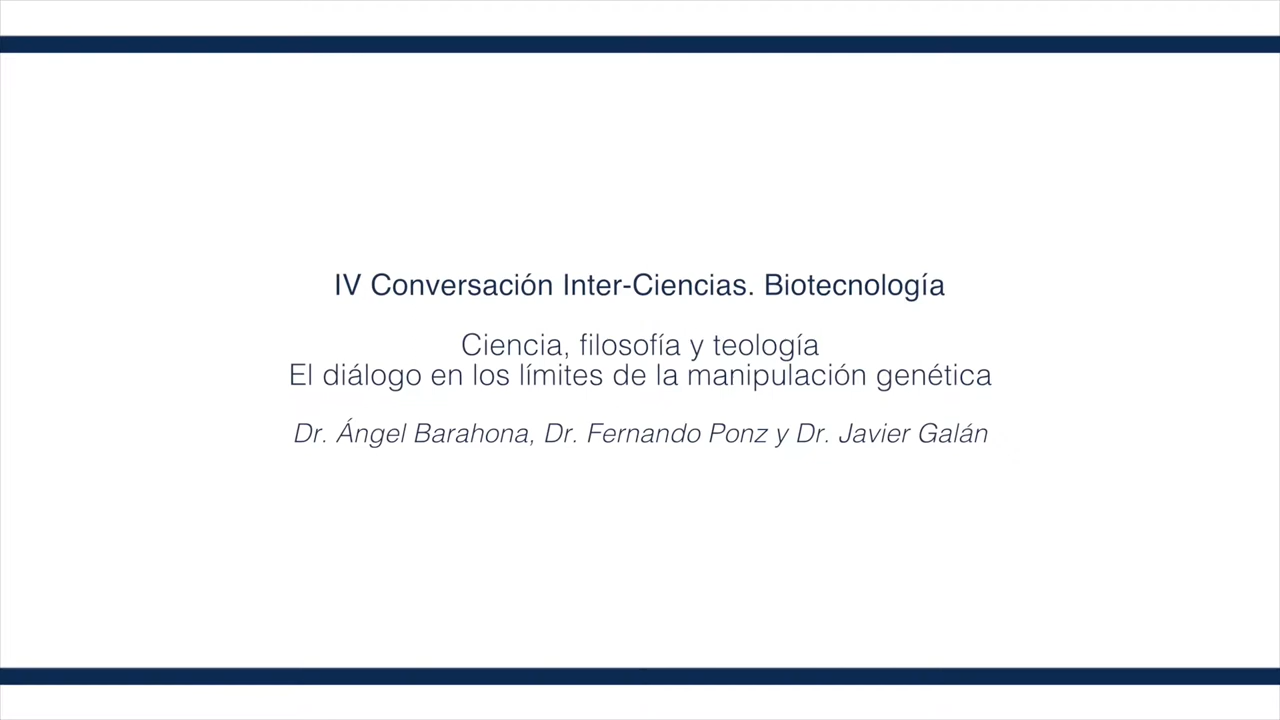 IV Conversación Inter-Ciencias. Biotecnología
Ciencia, filosofía y teología
El diálogo en los límites de la manipulación genética
Dr. Ángel Barahona, Dr. Fernando Ponz y Dr. Javier Galán